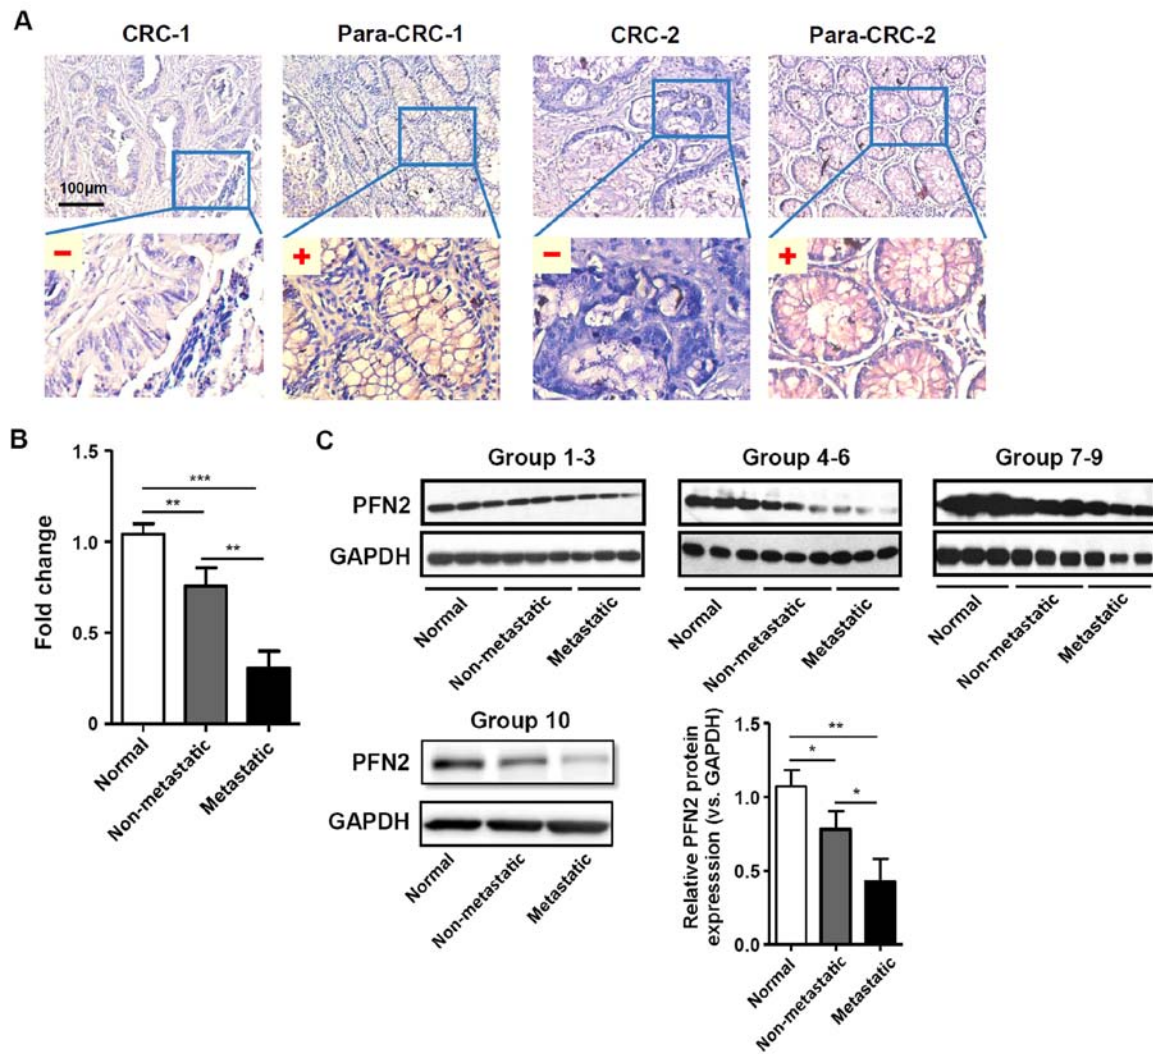 A
CRC-1
Para-CRC-1
CRC-2
Para-CRC-2
100μm
−
+
−
+
B
Fold change
1.5
1.0
0.5
0
***
**
**
Normal
Non-metastatic
Metastatic
C
Group 1-3
Group 4-6
Group 7-9
PFN2
GAPDH
Normal
Non-metastatic
Metastatic
Normal
Non-metastatic
Metastatic
Normal
Non-metastatic
Metastatic
Group 10
PFN2
GAPDH
Normal
Non-metastatic
Metastatic
Relative PFN2 protein
expresssion (vs. GAPDH)
1.5
1.0
0.5
0.0
**
*
*
Normal
Non-metastatic
Metastatic